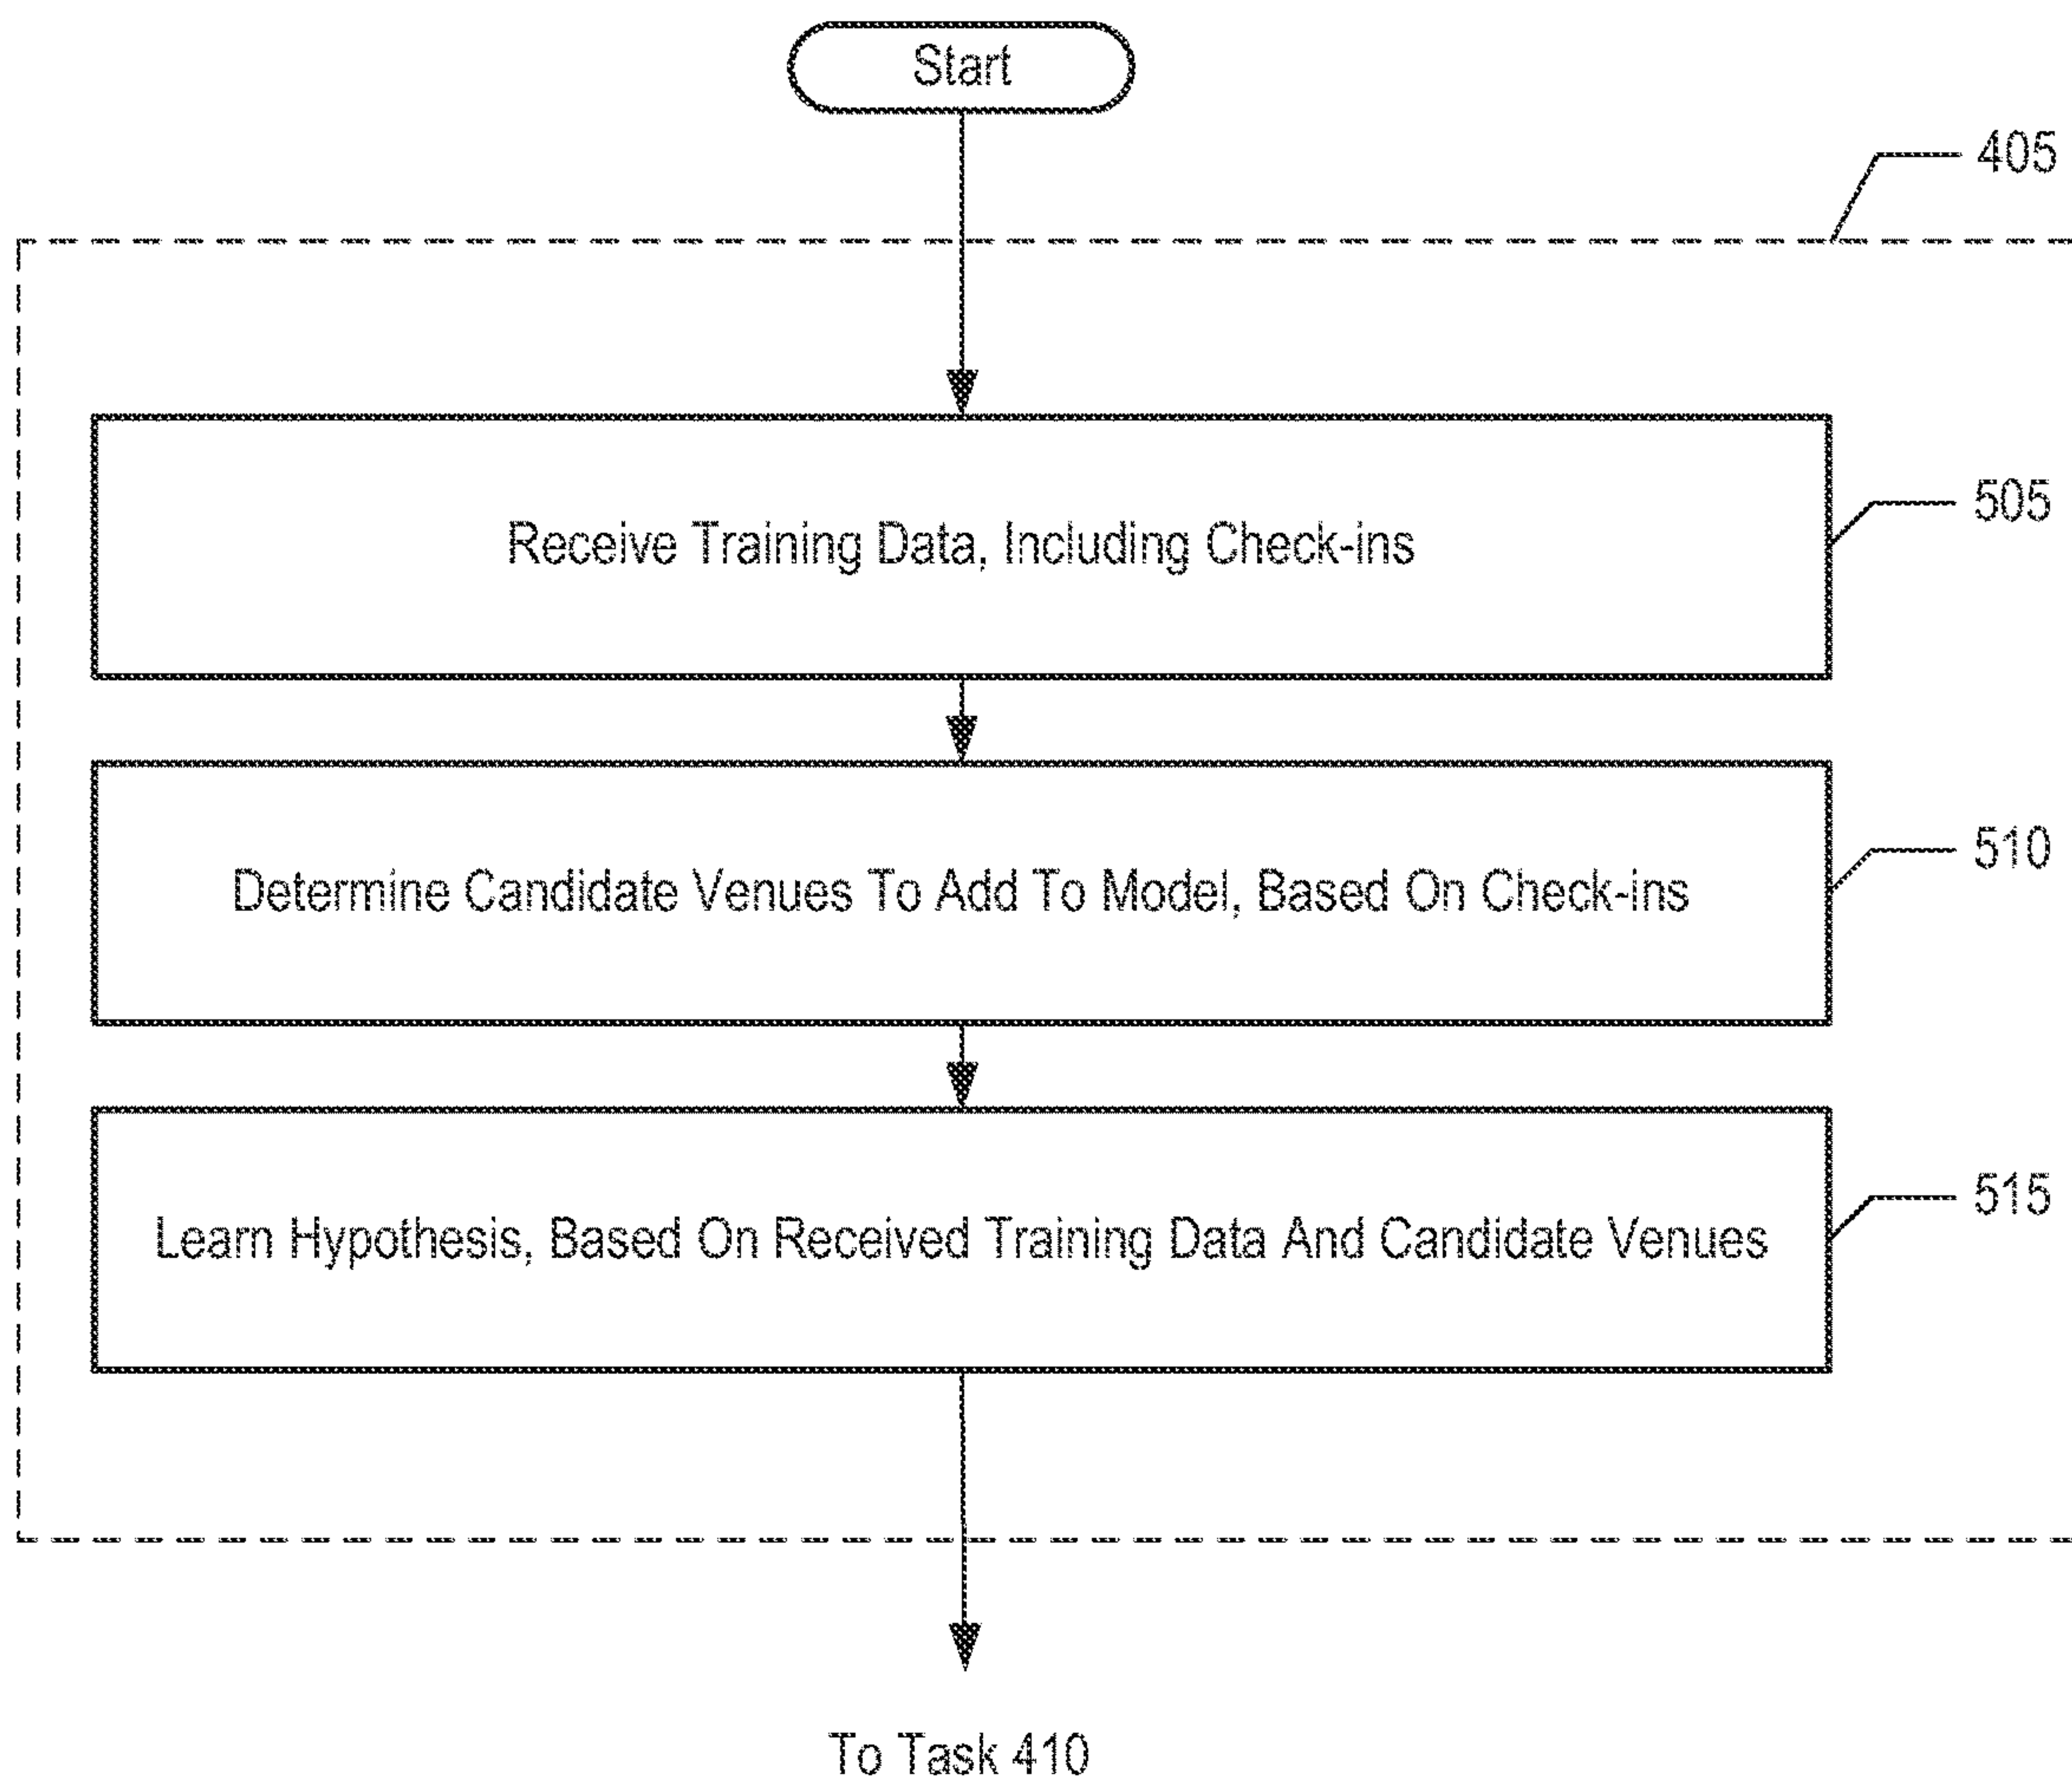 Start
405
Receive Training Data, Including Check-ins
505
Determine Candidate Venues To Add To Model, Based On Check-ins
510
Learn Hypothesis, Based On Received Training Data And Candidate Venues
515
To Task 410